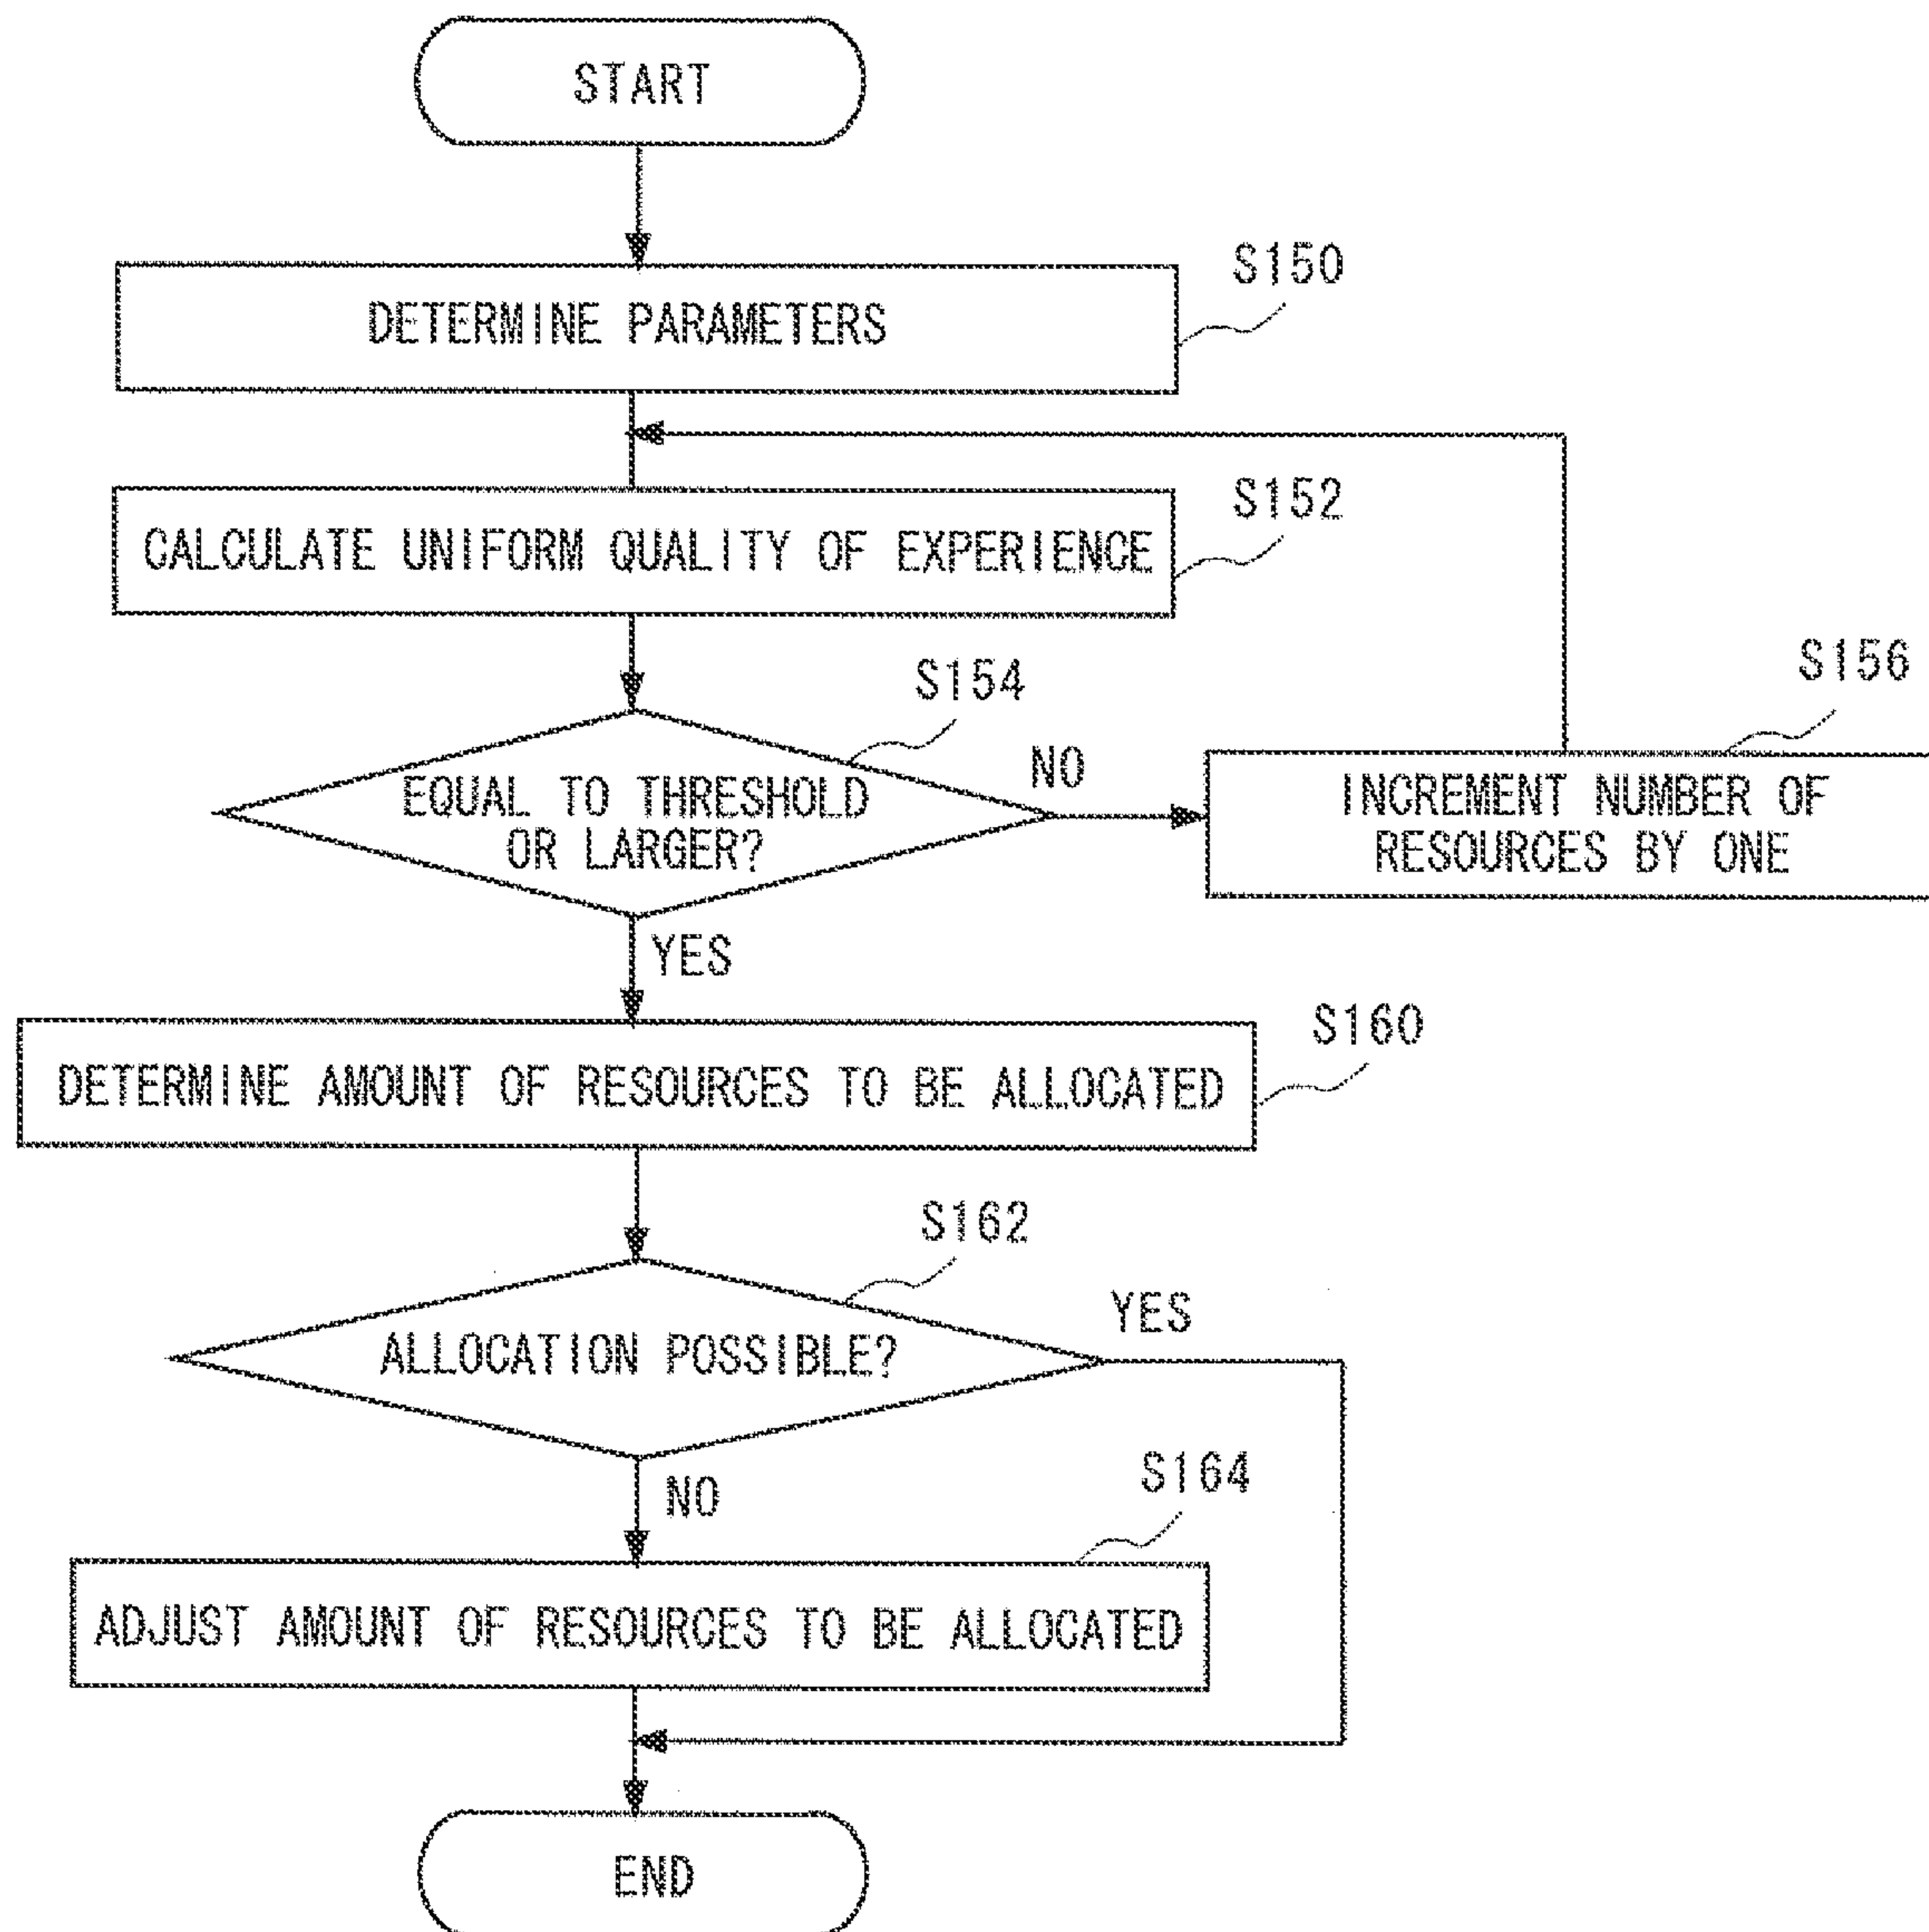 START
S150
DETERMINE PARAMETERS
S152
CALCULATE UNIFORM QUALITY OF EXPERIENCE
S154
S156
NO
EQUAL TO THRESHOLD
OR LARGER?
INCREMENT NUMBER OF
RESOURCES BY ONE
YES
S160
DETERMINE AMOUNT OF RESOURCES TO BE ALLOCATED
S162
YES
ALLOCATION POSSIBLE?
S164
NO
ADJUST AMOUNT OF RESOURCES TO BE ALLOCATED
END